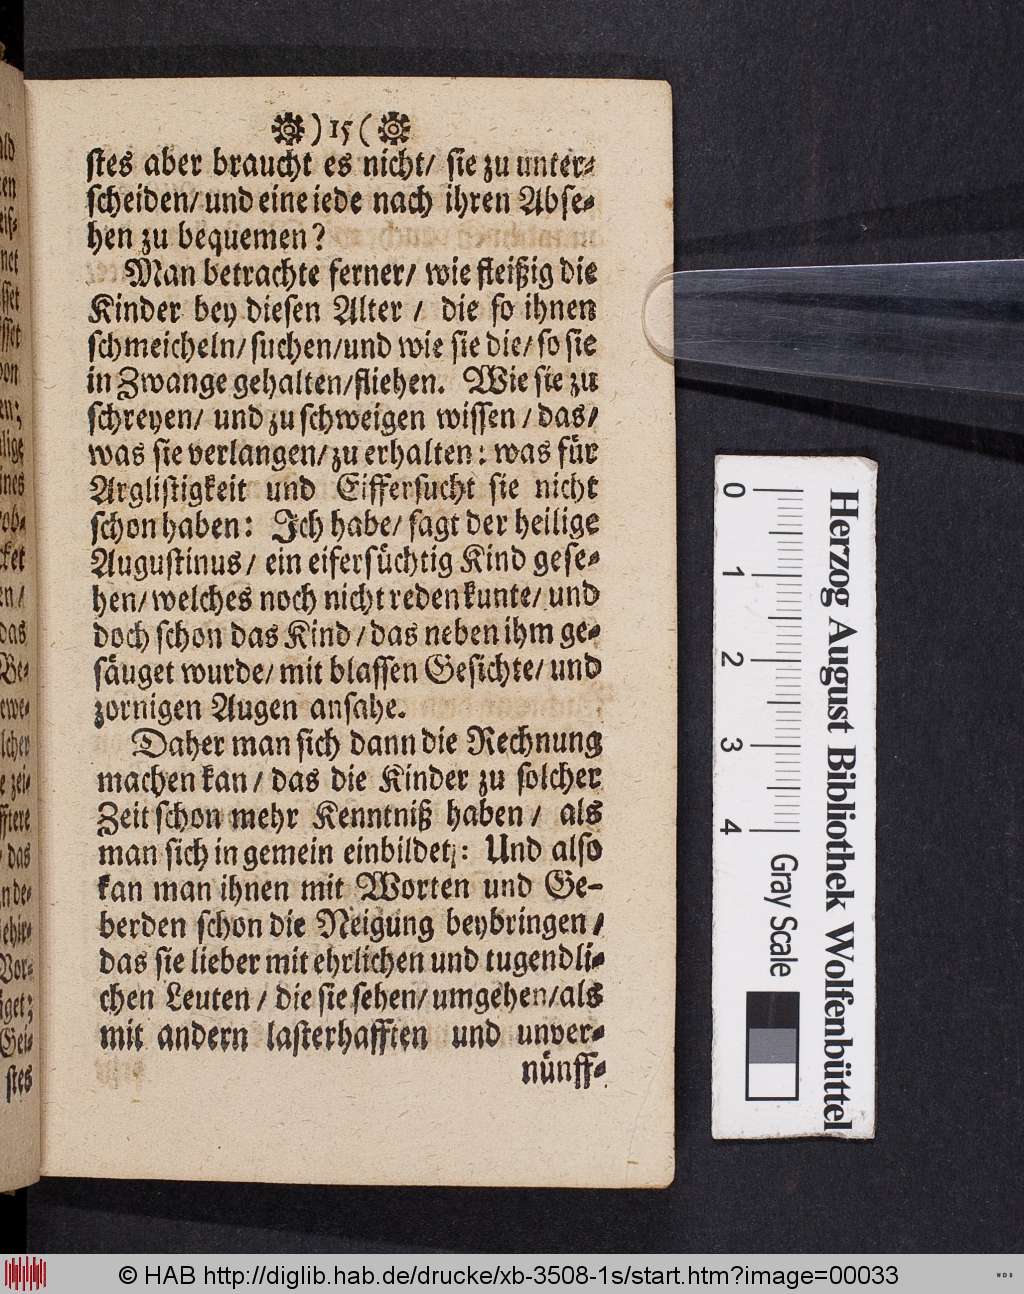 ) 15 (
ſtes aber braucht es nicht/ ſie zu unter-
ſcheiden/ und eine iede nach ihren Abſe-
hen zu bequemen?
Man betrachte ferner/ wie fleißig die
Kinder bey dieſen Alter / die ſo ihnen
ſchmeicheln/ ſuchen/und wie ſie die/ ſo ſie
in Zwange gehalten/fliehen. Wie ſie zu
ſchreyen/ und zu ſchweigen wiſſen / das/
was ſie verlangen/ zu erhalten: was für
Argliſtigkeit und Eifferſucht ſie nicht
ſchon haben: Ich habe/ ſagt der heilige
Auguſtinus/ ein eiferſüchtig Kind geſe-
hen/ welches noch nicht reden kunte/ und
doch ſchon das Kind / das neben ihm ge-
ſäuget wurde/ mit blaſſen Geſichte/ und
zornigen Augen anſahe.
Daher man ſich dann die Rechnung
machen kan / das die Kinder zu ſolcher
Zeit ſchon mehr Kenntniß haben / als
man ſich in gemein einbildet: Und alſo
kan man ihnen mit Worten und Ge-
berden ſchon die Neigung beybringen /
das ſie lieber mit ehrlichen und tugendli-
chen Leuten / die ſie ſehen/ umgehen/als
mit andern laſterhafften und unver-
nünff-
ſtes
0 1 2 3 4
Gray Scale
Herzog August Bibliothek Wolfenbüttel
© HAB http://diglib.hab.de/drucke/xb-3508-1s/start.htm?image=00033